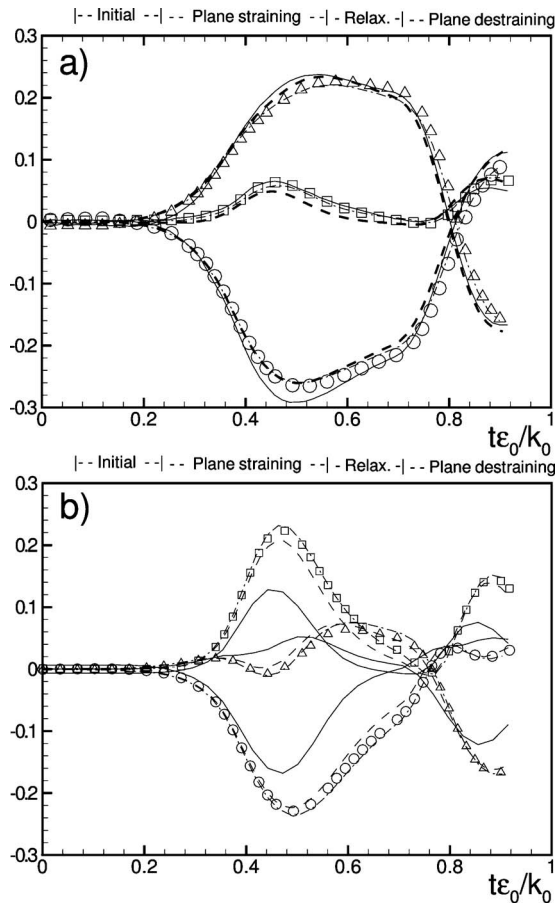 |-- Initial --|-- Plane straining --|- Relax. -|-- Plane destraining
a)
0.3
0.2
0.1
0
-0.1
-0.2
-0.3
0 0.2 0.4 0.6 0.8 1
tε₀/k₀
|-- Initial --|-- Plane straining --|- Relax. -|-- Plane destraining
b)
0.3
0.2
0.1
0
-0.1
-0.2
-0.3
0 0.2 0.4 0.6 0.8 1
tε₀/k₀